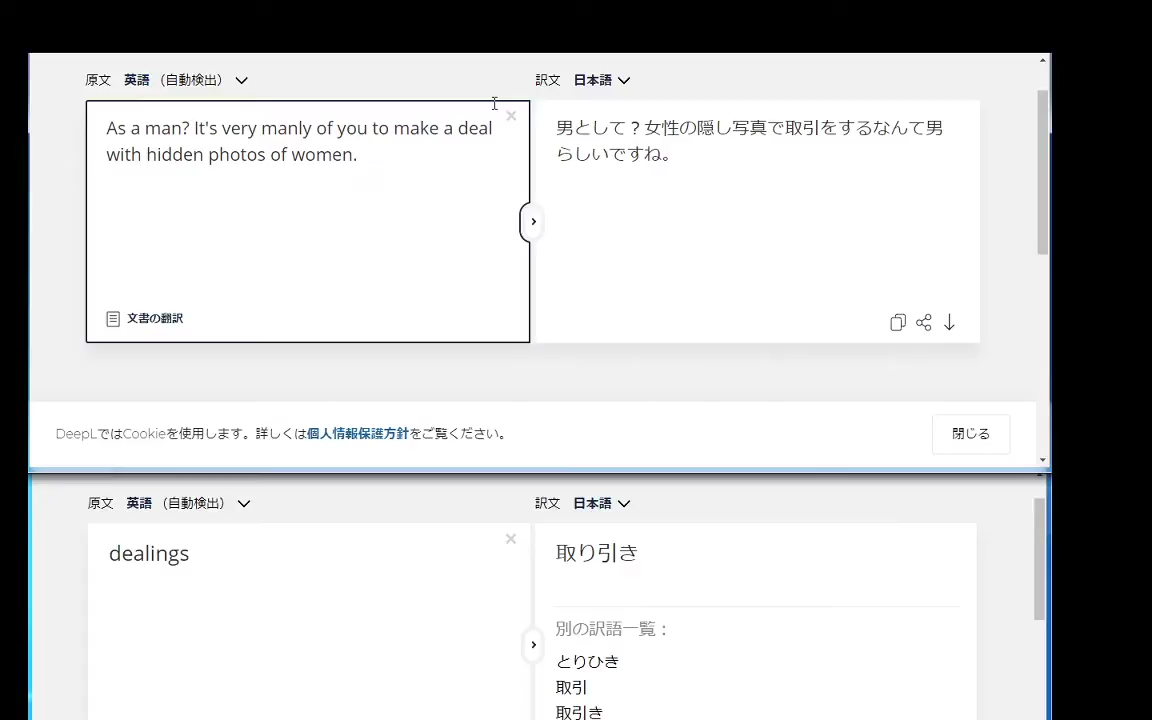 原文 英語 （自動検出）
訳文 日本語
As a man? It's very manly of you to make a deal
with hidden photos of women.
男として？女性の隠し写真で取引をするなんて男
らしいですね。
文書の翻訳
DeepLではCookieを使用します。詳しくは個人情報保護方針をご覧ください。
閉じる
原文 英語 （自動検出）
訳文 日本語
dealings
取り引き
別の訳語一覧：
とりひき
取引
取引き